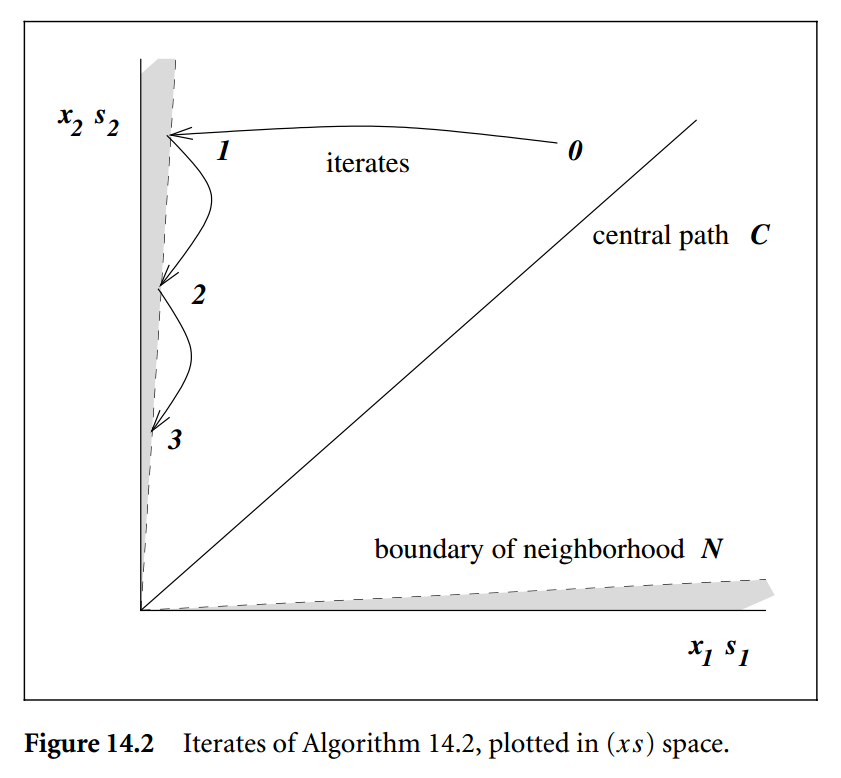 x2 s2
1
0
iterates
central path C
2
3
boundary of neighborhood N
x1 s1
Figure 14.2 Iterates of Algorithm 14.2, plotted in (xs) space.